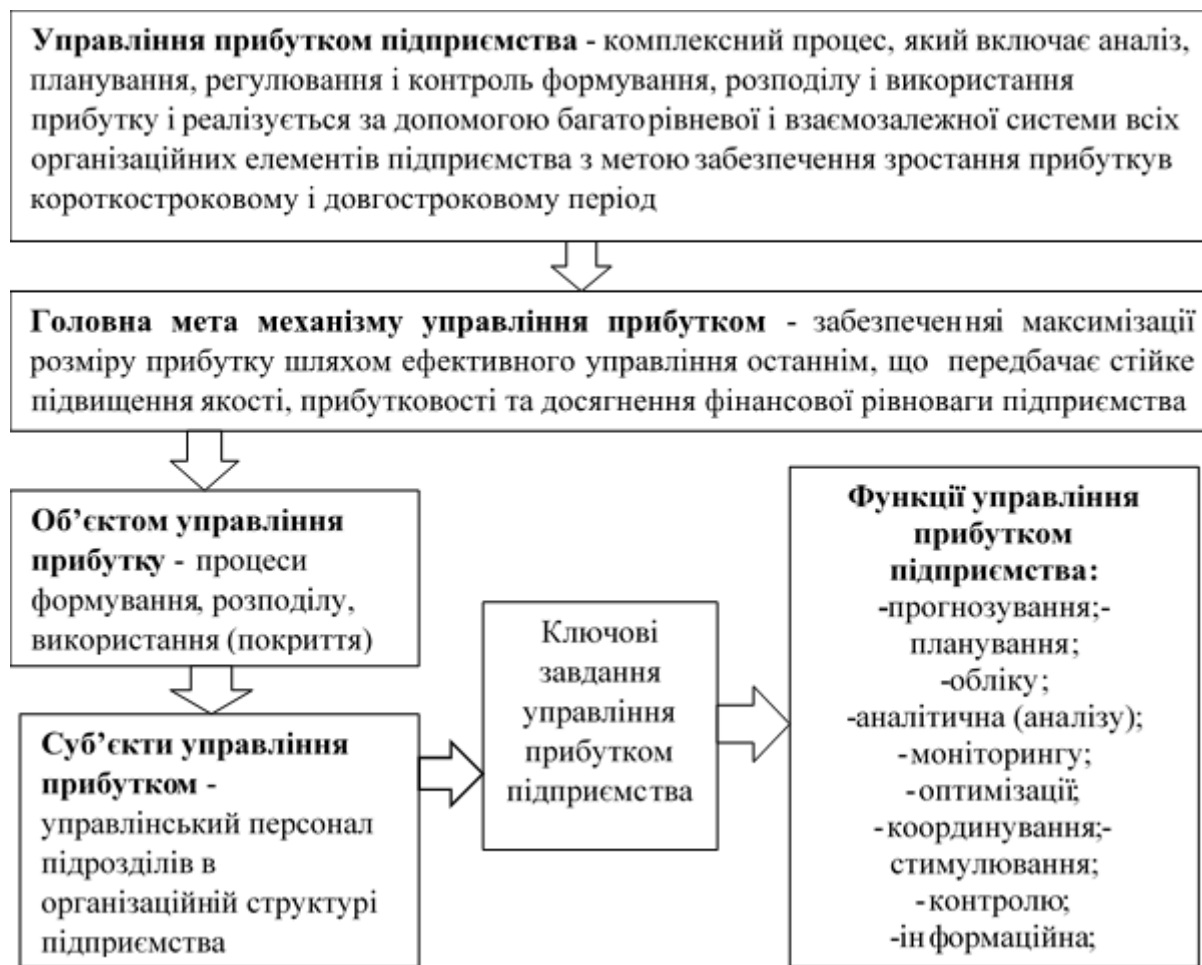 Управління прибутком підприємства - комплексний процес, який включає аналіз,
планування, регулювання і контроль формування, розподілу і використання
прибутку і реалізується за допомогою багаторівневої і взаємозалежної системи всіх
організаційних елементів підприємства з метою забезпечення зростання прибуткув
короткостроковому і довгостроковому період
Головна мета механізму управління прибутком - забезпеченняі максимізації
розміру прибутку шляхом ефективного управління останнім, що передбачає стійке
підвищення якості, прибутковості та досягнення фінансової рівноваги підприємства
Об’єктом управління
прибутку - процеси
формування, розподілу,
використання (покриття)
Суб’єкти управління
прибутком -
управлінський персонал
підрозділів в
організаційній структурі
підприємства
Ключові
завдання
управління
прибутком
підприємства
Функції управління
прибутком
підприємства:
-прогнозування;-
планування;
-обліку;
-аналітична (аналізу);
-моніторингу;
-оптимізації;
-координування;-
стимулювання;
-контролю;
-інформаційна;